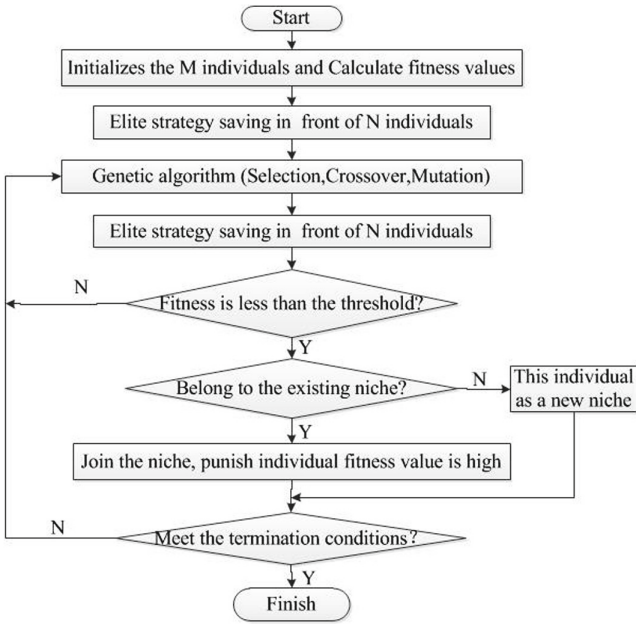 Start
Initializes the M individuals and Calculate fitness values
Elite strategy saving in front of N individuals
Genetic algorithm (Selection,Crossover,Mutation)
Elite strategy saving in front of N individuals
N
Fitness is less than the threshold?
Y
Belong to the existing niche?
N
This individual
as a new niche
Y
Join the niche, punish individual fitness value is high
N
Meet the termination conditions?
Y
Finish